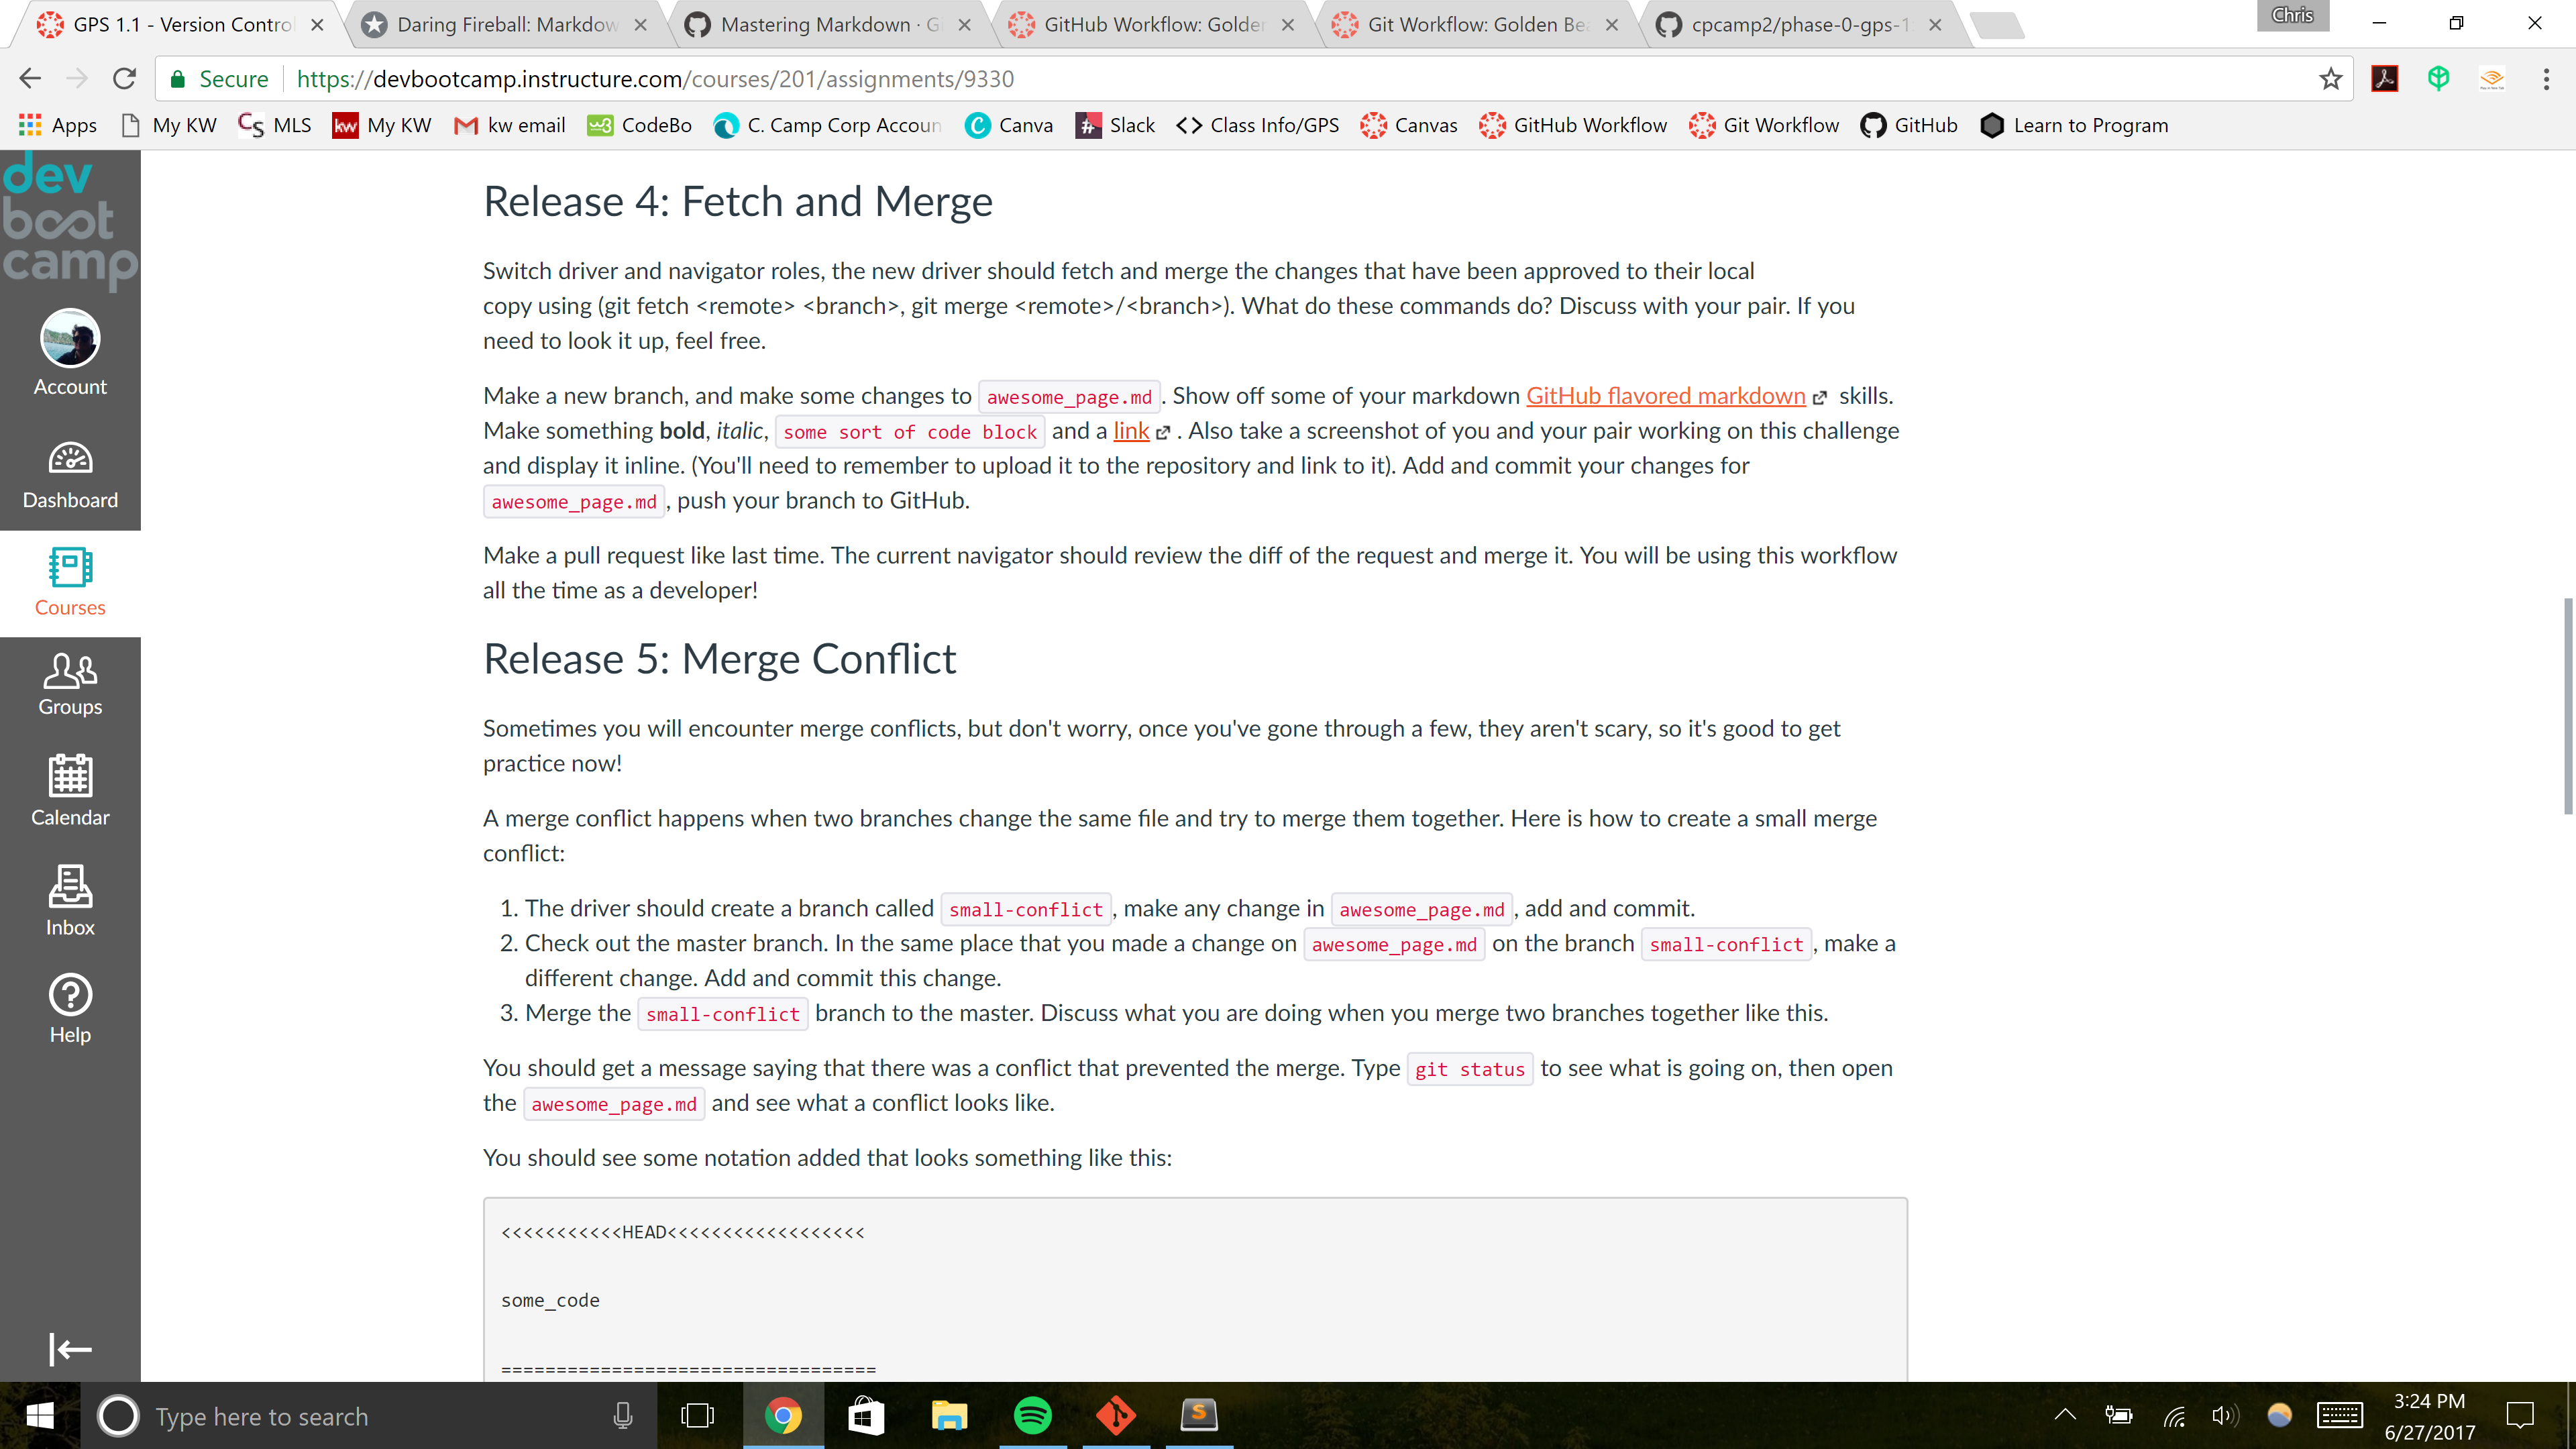 GPS 1.1 - Version Contro
Daring Fireball: Markdow
Mastering Markdown · G
GitHub Workflow: Golde
Git Workflow: Golden Be
cpcamp2/phase-0-gps-1
Chris
Secure
https://devbootcamp.instructure.com/courses/201/assignments/9330
Apps My KW MLS My KW kw email CodeBo C. Camp Corp Accoun Canva Slack Class Info/GPS Canvas GitHub Workflow Git Workflow GitHub Learn to Program
dev
boot
camp
Account
Dashboard
Courses
Groups
Calendar
Inbox
Help
Release 4: Fetch and Merge
Switch driver and navigator roles, the new driver should fetch and merge the changes that have been approved to their local
copy using (git fetch <remote> <branch>, git merge <remote>/<branch>). What do these commands do? Discuss with your pair. If you
need to look it up, feel free.
Make a new branch, and make some changes to awesome_page.md. Show off some of your markdown GitHub flavored markdown skills.
Make something bold, italic, some sort of code block and a link . Also take a screenshot of you and your pair working on this challenge
and display it inline. (You'll need to remember to upload it to the repository and link to it). Add and commit your changes for
awesome_page.md, push your branch to GitHub.
Make a pull request like last time. The current navigator should review the diff of the request and merge it. You will be using this workflow
all the time as a developer!
Release 5: Merge Conflict
Sometimes you will encounter merge conflicts, but don't worry, once you've gone through a few, they aren't scary, so it's good to get
practice now!
A merge conflict happens when two branches change the same file and try to merge them together. Here is how to create a small merge
conflict:
1. The driver should create a branch called small-conflict, make any change in awesome_page.md, add and commit.
2. Check out the master branch. In the same place that you made a change on awesome_page.md on the branch small-conflict, make a
different change. Add and commit this change.
3. Merge the small-conflict branch to the master. Discuss what you are doing when you merge two branches together like this.
You should get a message saying that there was a conflict that prevented the merge. Type git status to see what is going on, then open
the awesome_page.md and see what a conflict looks like.
You should see some notation added that looks something like this:
<<<<<<<<<<<HEAD<<<<<<<<<<<<<<<<<<
some_code
==================================
Type here to search
3:24 PM
6/27/2017